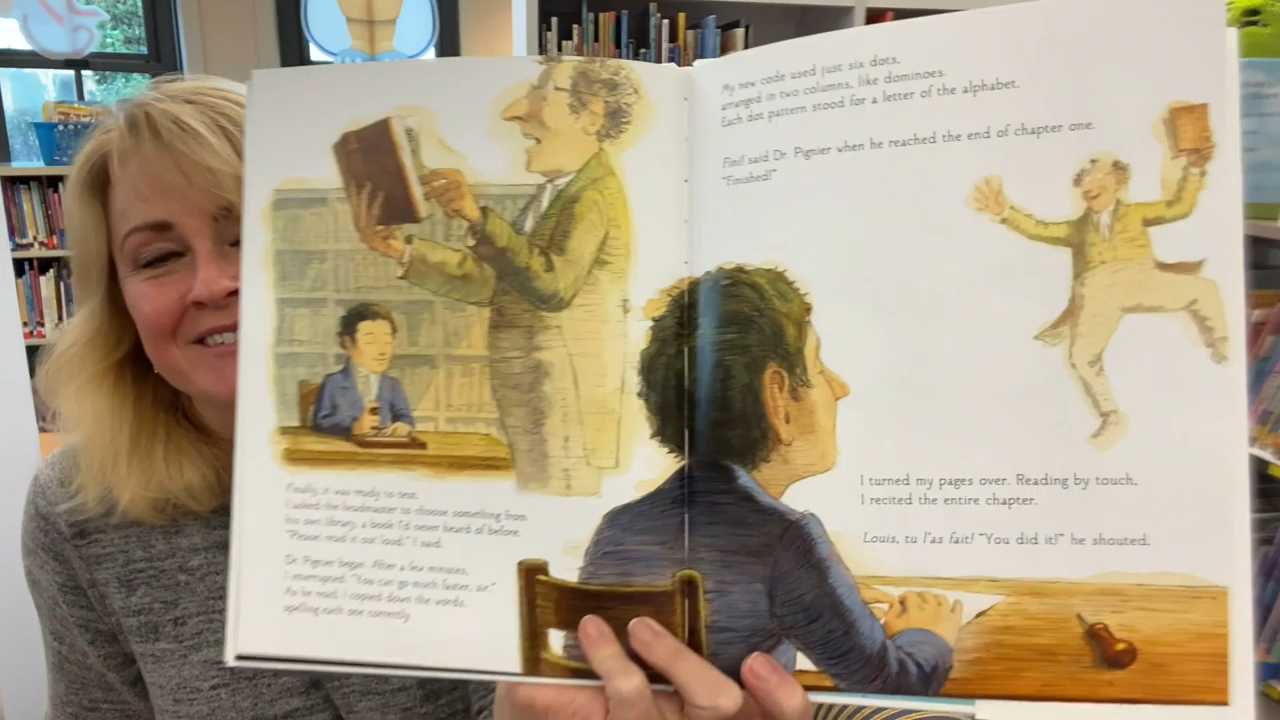 Finally, it was ready to test.
I asked the headmaster to choose something from
his own library, a book I'd never heard of before.
"Please read it out loud," I said.
Dr. Pignier began. After a few minutes,
I interrupted. "You can go much faster, sir."
As he read, I copied down the words,
spelling each one correctly.
My new code used just six dots,
arranged in two columns, like dominoes.
Each dot pattern stood for a letter of the alphabet.
Fini! said Dr. Pignier when he reached the end of chapter one.
"Finished!"
I turned my pages over. Reading by touch,
I recited the entire chapter.
Louis, tu l'as fait! "You did it!" he shouted.